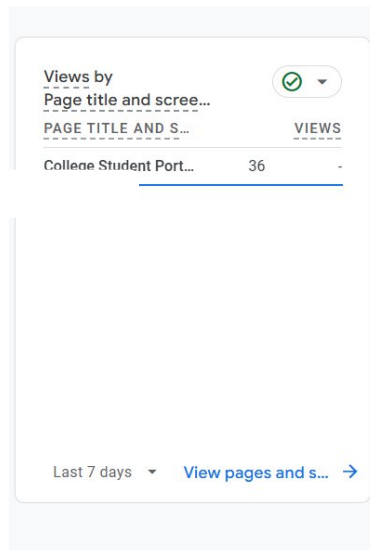 Views by
Page title and scree...
PAGE TITLE AND S... VIEWS
College Student Port... 36 -
Last 7 days View pages and s...